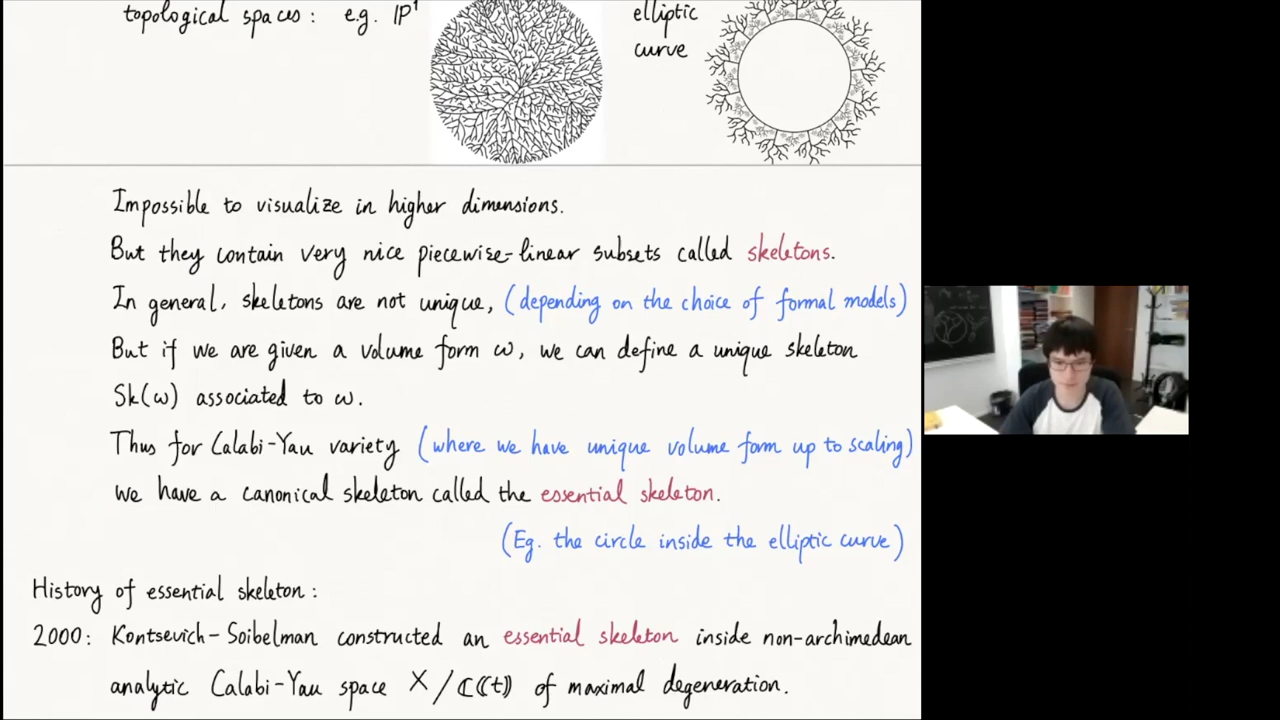 topological spaces: e.g. ℙ¹
elliptic
curve
Impossible to visualize in higher dimensions.
But they contain very nice piecewise-linear subsets called skeletons.
In general, skeletons are not unique, (depending on the choice of formal models)
But if we are given a volume form ω, we can define a unique skeleton
Sk(ω) associated to ω.
Thus for Calabi-Yau variety (where we have unique volume form up to scaling)
we have a canonical skeleton called the essential skeleton.
(Eg. the circle inside the elliptic curve)
History of essential skeleton:
2000: Kontsevich-Soibelman constructed an essential skeleton inside non-archimedean
analytic Calabi-Yau space X/ℂ((t)) of maximal degeneration.